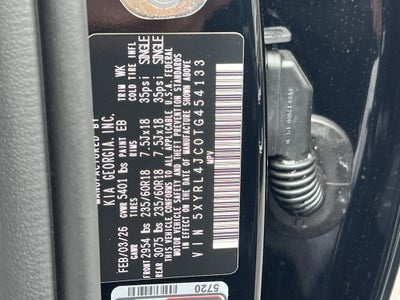 MANUFACTURED BY
KIA GEORGIA, INC.
FEB/03/26 GVWR 5401 lbs PAINT EB TRIM WK
GAWR TIRES RIMS COLD TIRE INFL
FRONT 2954 lbs 235/60R18 7.5Jx18 35psi SINGLE
REAR 3075 lbs 235/60R18 7.5Jx18 35psi SINGLE
THIS VEHICLE CONFORMS TO ALL APPLICABLE U.S.A. FEDERAL
MOTOR VEHICLE SAFETY AND THEFT PREVENTION STANDARDS
IN EFFECT ON THE DATE OF MANUFACTURE SHOWN ABOVE
VIN 5XYRL4JC0TG454133
MPV
5720